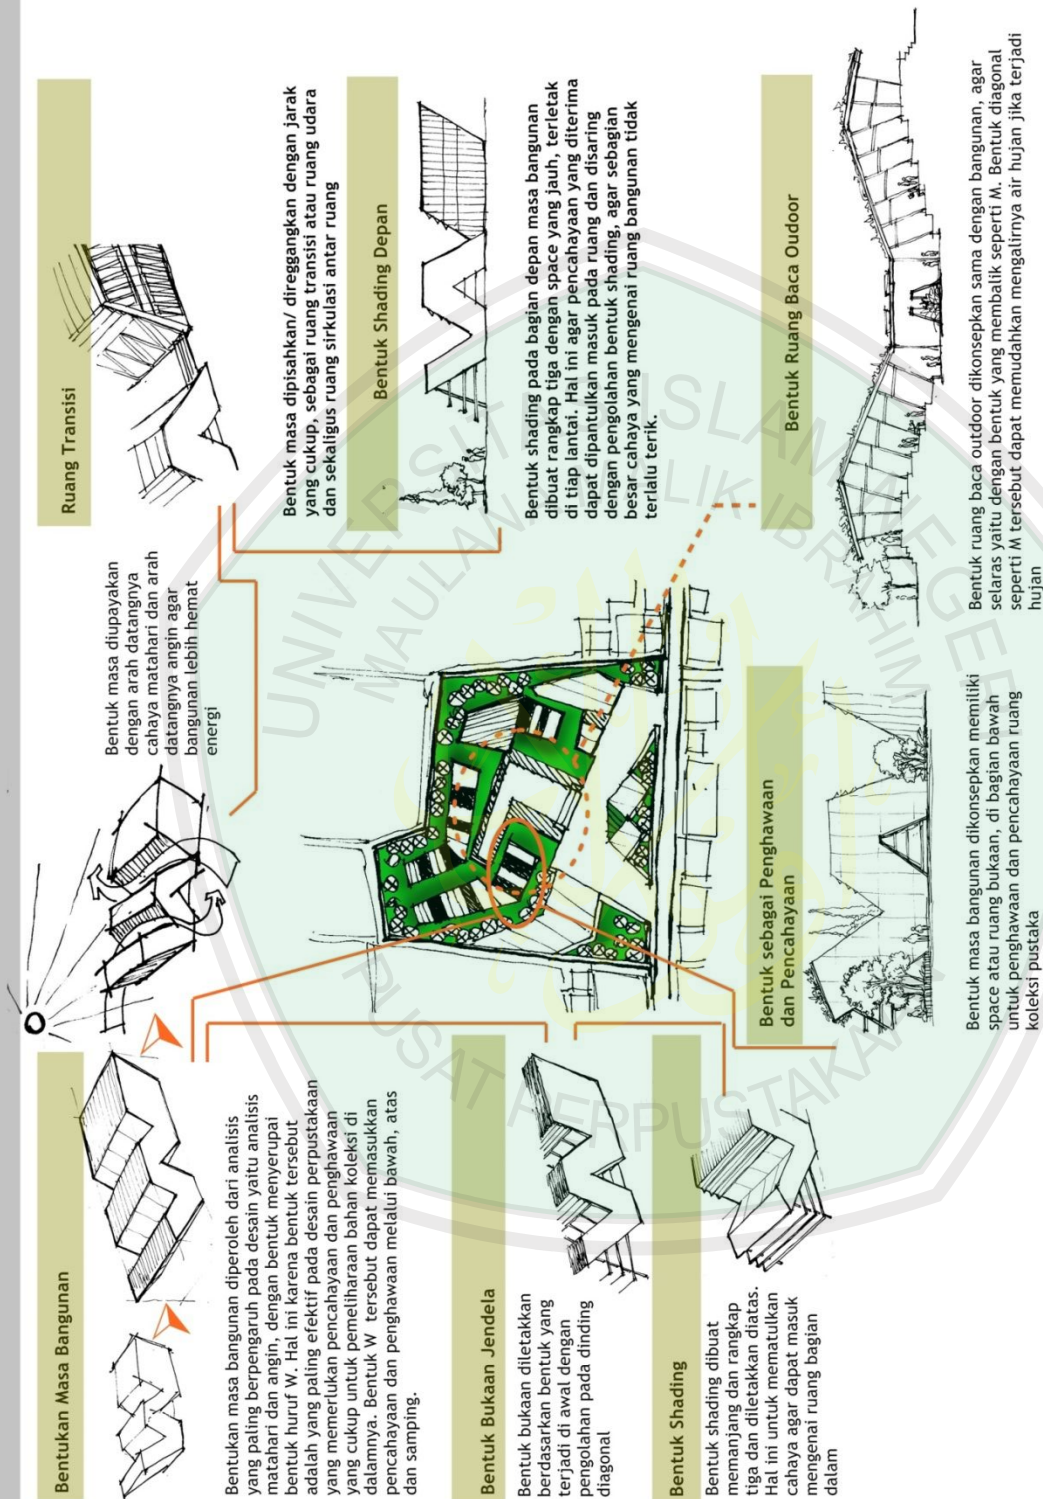 Bentukan Masa Bangunan
Bentukan masa bangunan diperoleh dari analisis
yang paling berpengaruh pada desain yaitu analisis
matahari dan angin, dengan bentuk menyerupai
bentuk huruf W. Hal ini karena bentuk tersebut
adalah yang paling efektif pada desain perpustakaan
yang memerlukan pencahayaan dan penghawaan
yang cukup untuk pemeliharaan bahan koleksi di
dalamnya. Bentuk W tersebut dapat memasukkan
pencahayaan dan penghawaan melalui bawah, atas
dan samping.
Bentuk Bukaan Jendela
Bentuk bukaan diletakkan
berdasarkan bentuk yang
terjadi di awal dengan
pengolahan pada dinding
diagonal
Bentuk Shading
Bentuk shading dibuat
memanjang dan rangkap
tiga dan diletakkan diatas.
Hal ini untuk mematulkan
cahaya agar dapat masuk
mengenai ruang bagian
dalam
Bentuk masa diupayakan
dengan arah datangnya
cahaya matahari dan arah
datangnya angin agar
bangunan lebih hemat
energi
Bentuk sebagai Penghawaan
dan Pencahayaan
Bentuk masa bangunan dikonsepkan memiliki
space atau ruang bukaan, di bagian bawah
untuk penghawaan dan pencahayaan ruang
koleksi pustaka
Ruang Transisi
Bentuk masa dipisahkan/ direggangkan dengan jarak
yang cukup, sebagai ruang transisi atau ruang udara
dan sekaligus ruang sirkulasi antar ruang
Bentuk Shading Depan
Bentuk shading pada bagian depan masa bangunan
dibuat rangkap tiga dengan space yang jauh, terletak
di tiap lantai. Hal ini agar pencahayaan yang diterima
dapat dipantulkan masuk pada ruang dan disaring
dengan pengolahan bentuk shading, agar sebagian
besar cahaya yang mengenai ruang bangunan tidak
terlalu terik.
Bentuk Ruang Baca Oudoor
Bentuk ruang baca outdoor dikonsepkan sama dengan bangunan, agar
selaras yaitu dengan bentuk yang membalik seperti M. Bentuk diagonal
seperti M tersebut dapat memudahkan mengalirnya air hujan jika terjadi
hujan
UNIVERSITAS ISLAM NEGERI
MAULANA MALIK IBRAHIM
PUSAT PERPUSTAKAAN